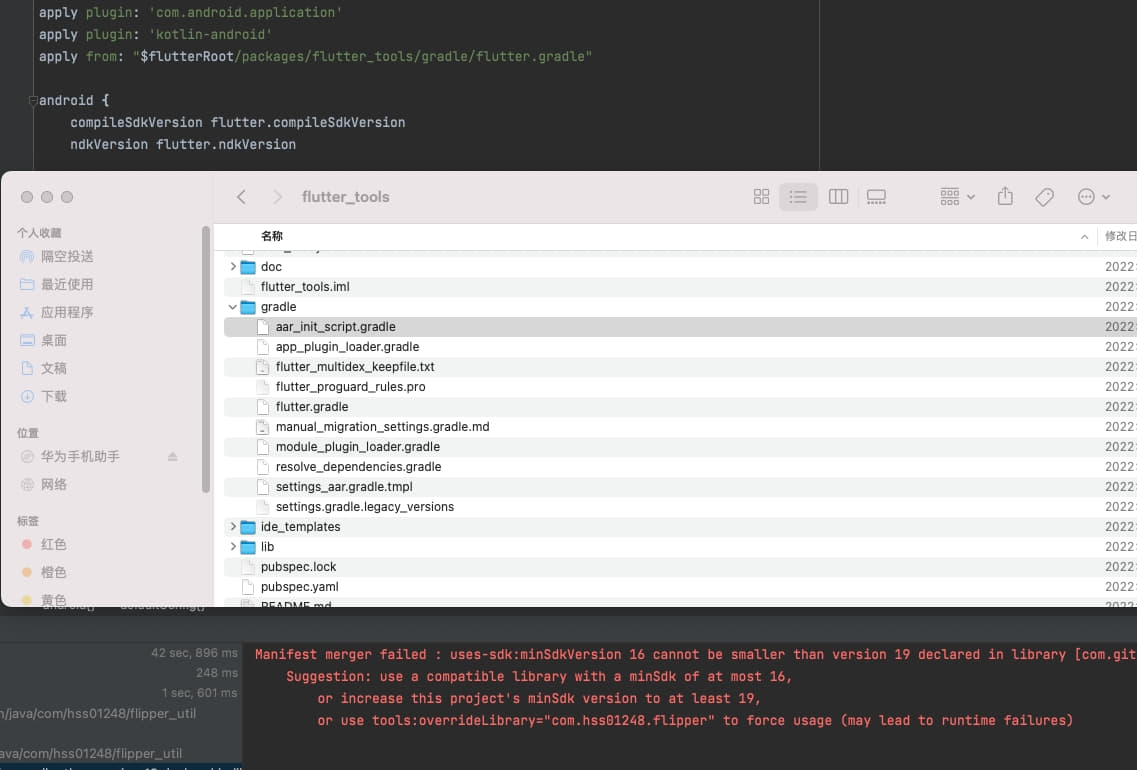 apply plugin: 'com.android.application'
apply plugin: 'kotlin-android'
apply from: "$flutterRoot/packages/flutter_tools/gradle/flutter.gradle"
android {
compileSdkVersion flutter.compileSdkVersion
ndkVersion flutter.ndkVersion
flutter_tools
个人收藏
隔空投送
最近使用
应用程序
桌面
文稿
下载
位置
华为手机助手
网络
标签
红色
橙色
黄色
名称 修改日
doc 2022
flutter_tools.iml 2022
gradle 2022
aar_init_script.gradle 2022
app_plugin_loader.gradle 2022
flutter_multidex_keepfile.txt 2022
flutter_proguard_rules.pro 2022
flutter.gradle 2022
manual_migration_settings.gradle.md 2022
module_plugin_loader.gradle 2022
resolve_dependencies.gradle 2022
settings_aar.gradle.tmpl 2022
settings.gradle.legacy_versions 2022
ide_templates 2022
lib 2022
pubspec.lock 2022
pubspec.yaml 2022
README.md 2022
android{} defaultConfig{}
42 sec, 896 ms
248 ms
1 sec, 601 ms
n/java/com/hss01248/flipper_util
ava/com/hss01248/flipper_util
Manifest merger failed : uses-sdk:minSdkVersion 16 cannot be smaller than version 19 declared in library [com.git
Suggestion: use a compatible library with a minSdk of at most 16,
or increase this project's minSdk version to at least 19,
or use tools:overrideLibrary="com.hss01248.flipper" to force usage (may lead to runtime failures)